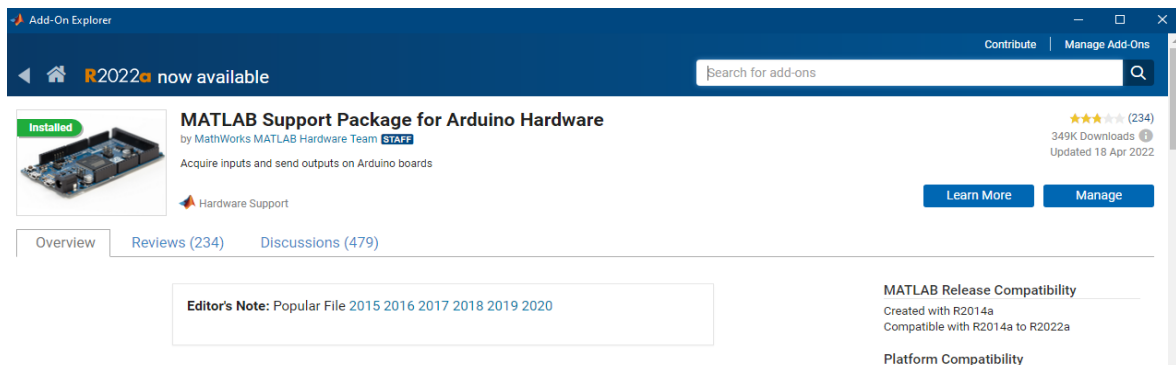 Add-On Explorer
Contribute | Manage Add-Ons
R2022a now available
Search for add-ons
Installed
MATLAB Support Package for Arduino Hardware
by MathWorks MATLAB Hardware Team STAFF
Acquire inputs and send outputs on Arduino boards
Hardware Support
(234)
349K Downloads
Updated 18 Apr 2022
Learn More
Manage
Overview
Reviews (234)
Discussions (479)
Editor's Note: Popular File 2015 2016 2017 2018 2019 2020
MATLAB Release Compatibility
Created with R2014a
Compatible with R2014a to R2022a
Platform Compatibility